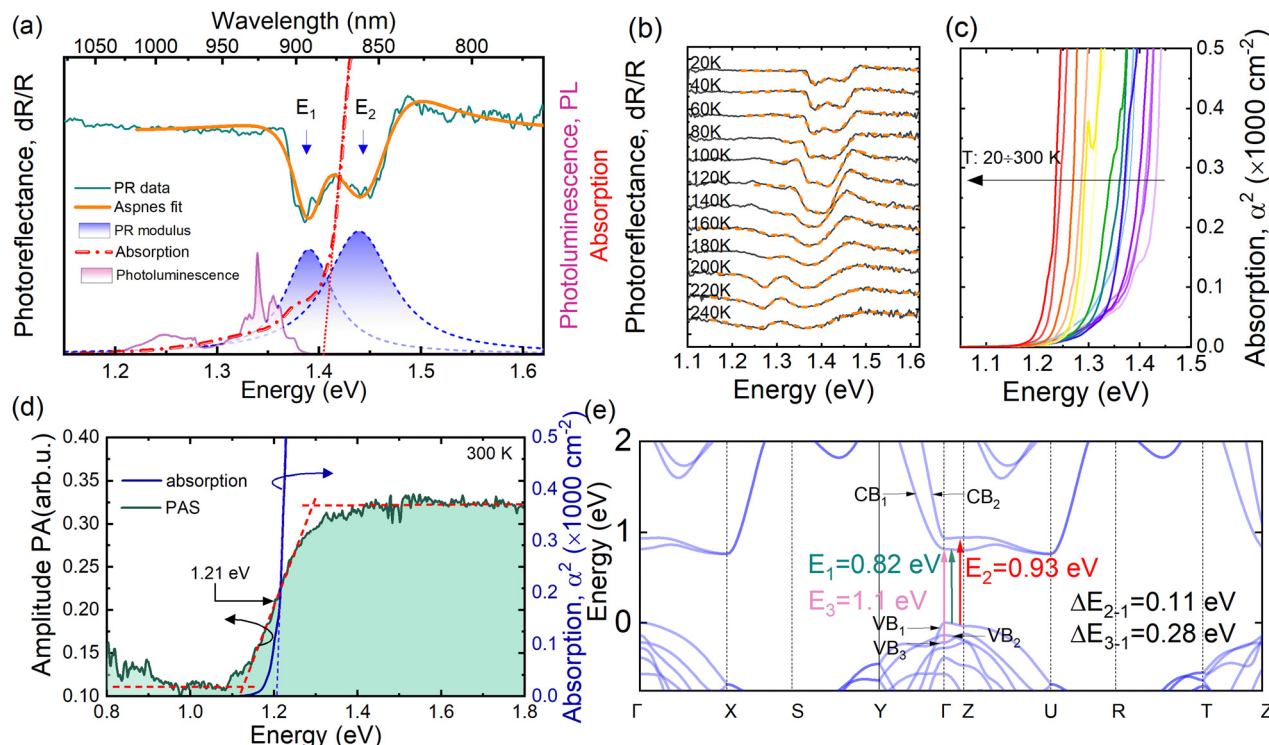 (a)
Wavelength (nm)
1050 1000 950 900 850 800
Photoreflectance, dR/R
E1
E2
PR data
Aspnes fit
PR modulus
Absorption
Photoluminescence
1.2 1.3 1.4 1.5 1.6
Energy (eV)
Photoluminescence, PL
Absorption
(b)
Photoreflectance, dR/R
20K
40K
60K
80K
100K
120K
140K
160K
180K
200K
220K
240K
1.1 1.2 1.3 1.4 1.5 1.6
Energy (eV)
(c)
T: 20÷300 K
0.5
0.4
0.3
0.2
0.1
0.0
1.1 1.2 1.3 1.4 1.5
Energy (eV)
Absorption, α² (×1000 cm⁻²)
(d)
Amplitude PA(arb.u.)
0.40
0.35
0.30
0.25
0.20
0.15
0.10
absorption
PAS
300 K
1.21 eV
0.5
0.4
0.3
0.2
0.1
0.0
Absorption, α² (×1000 cm⁻²)
0.8 1.0 1.2 1.4 1.6 1.8
Energy (eV)
(e)
Energy (eV)
2
1
0
CB1
CB2
E1=0.82 eV
E2=0.93 eV
E3=1.1 eV
ΔE2-1=0.11 eV
ΔE3-1=0.28 eV
VB1
VB2
VB3
Γ X S Y Γ Z U R T Z